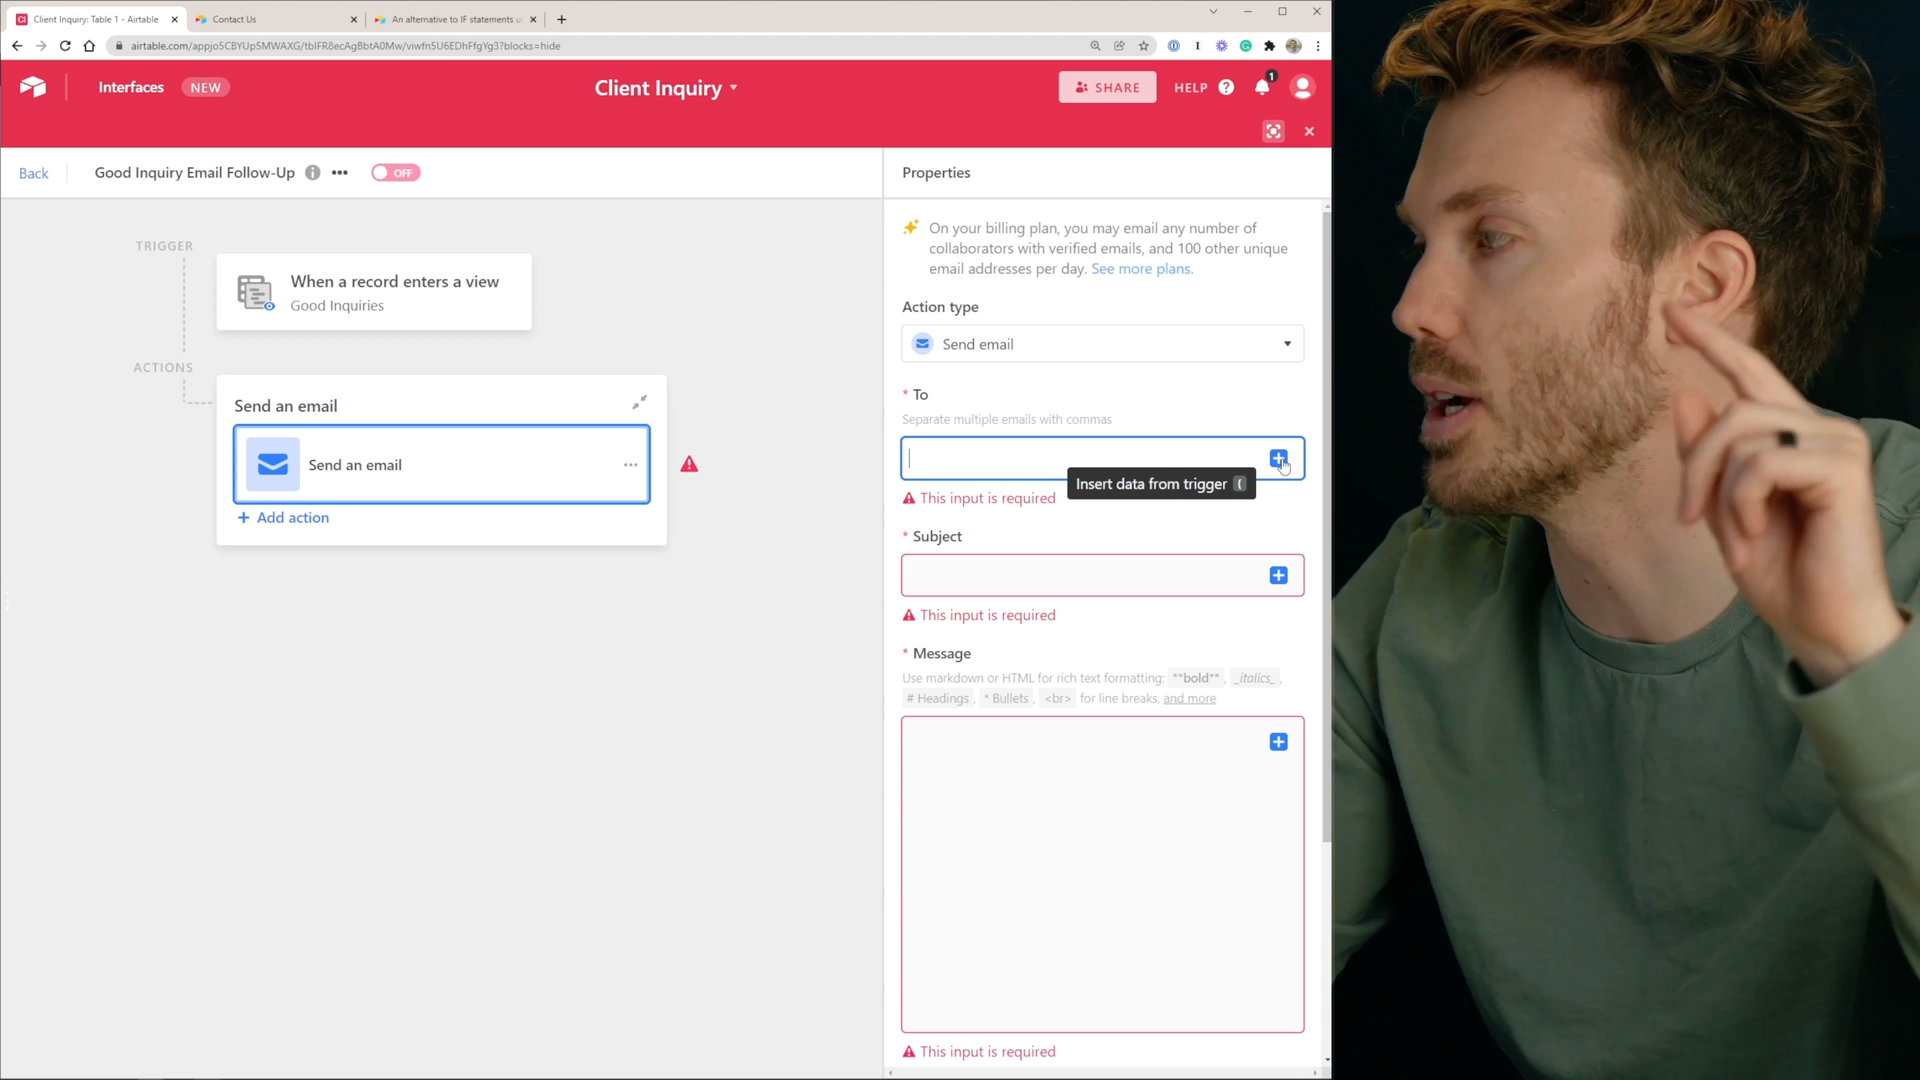 Client Inquiry: Table 1 - Airtable
Contact Us
An alternative to IF statements u
airtable.com/appjo5CBYUp5MWAXG/tblFR8ecAgBbtA0Mw/viwfn5U6EDhFfgYg3?blocks=hide
Interfaces NEW
Client Inquiry
SHARE
HELP
1
Back
Good Inquiry Email Follow-Up
OFF
Properties
TRIGGER
When a record enters a view
Good Inquiries
ACTIONS
Send an email
Send an email
+ Add action
On your billing plan, you may email any number of
collaborators with verified emails, and 100 other unique
email addresses per day. See more plans.
Action type
Send email
* To
Separate multiple emails with commas
Insert data from trigger {
This input is required
* Subject
This input is required
* Message
Use markdown or HTML for rich text formatting: **bold** , _italics_ ,
# Headings , * Bullets , <br> for line breaks, and more
This input is required